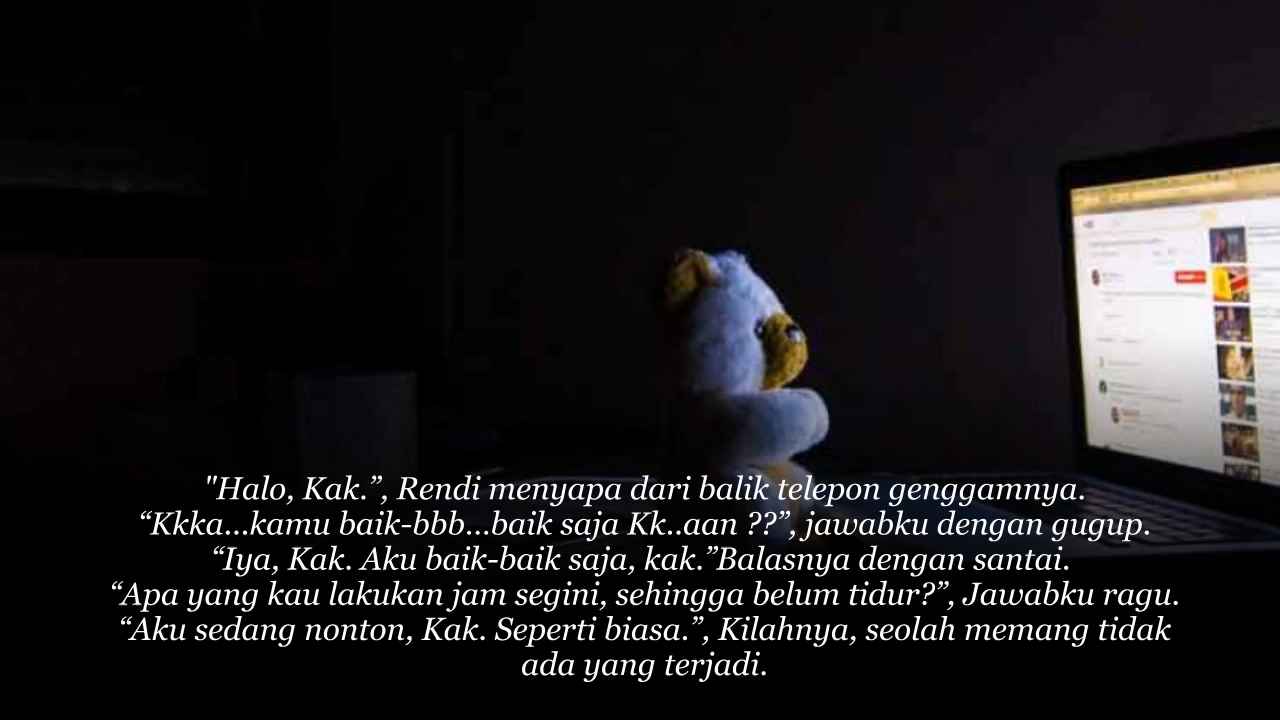 "Halo, Kak.”, Rendi menyapa dari balik telepon genggamnya.
“Kkka...kamu baik-bbb...baik saja Kk..aan ??”, jawabku dengan gugup.
“Iya, Kak. Aku baik-baik saja, kak.”Balasnya dengan santai.
“Apa yang kau lakukan jam segini, sehingga belum tidur?”, Jawabku ragu.
“Aku sedang nonton, Kak. Seperti biasa.”, Kilahnya, seolah memang tidak
ada yang terjadi.